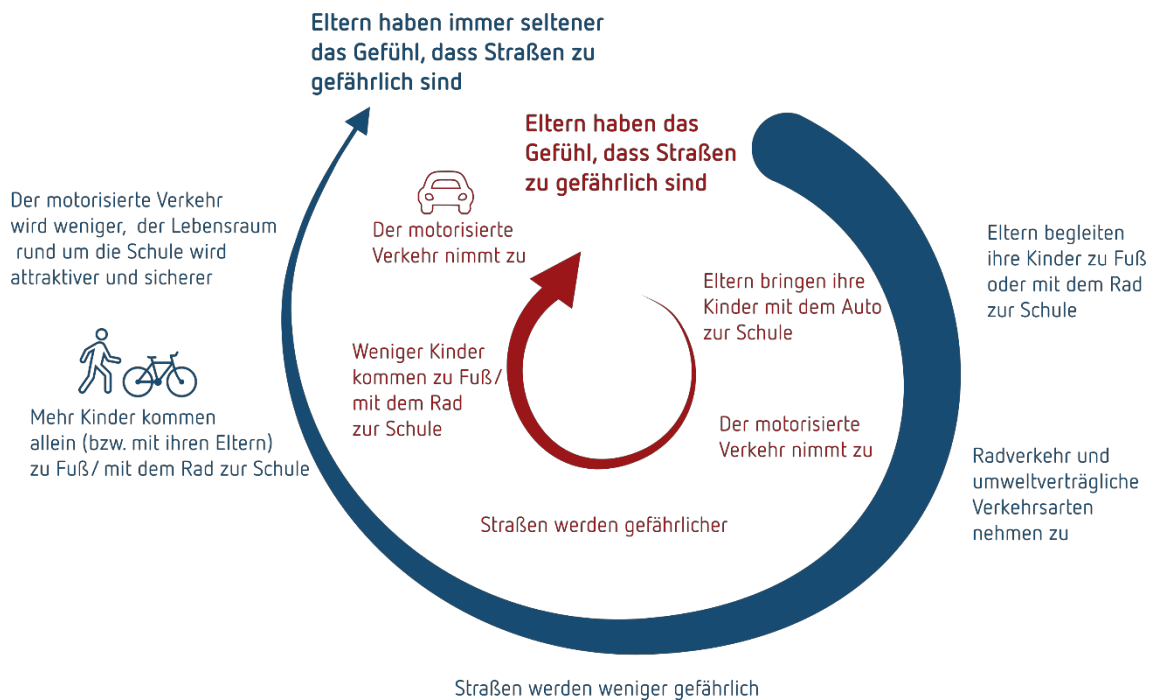 Eltern haben immer seltener
das Gefühl, dass Straßen zu
gefährlich sind
Eltern haben das
Gefühl, dass Straßen
zu gefährlich sind
Der motorisierte Verkehr
wird weniger, der Lebensraum
rund um die Schule wird
attraktiver und sicherer
Der motorisierte
Verkehr nimmt zu
Eltern begleiten
ihre Kinder zu Fuß
oder mit dem Rad
zur Schule
Eltern bringen ihre
Kinder mit dem Auto
zur Schule
Weniger Kinder
kommen zu Fuß/
mit dem Rad
zur Schule
Mehr Kinder kommen
allein (bzw. mit ihren Eltern)
zu Fuß/ mit dem Rad zur Schule
Der motorisierte
Verkehr nimmt zu
Radverkehr und
umweltverträgliche
Verkehrsarten
nehmen zu
Straßen werden gefährlicher
Straßen werden weniger gefährlich